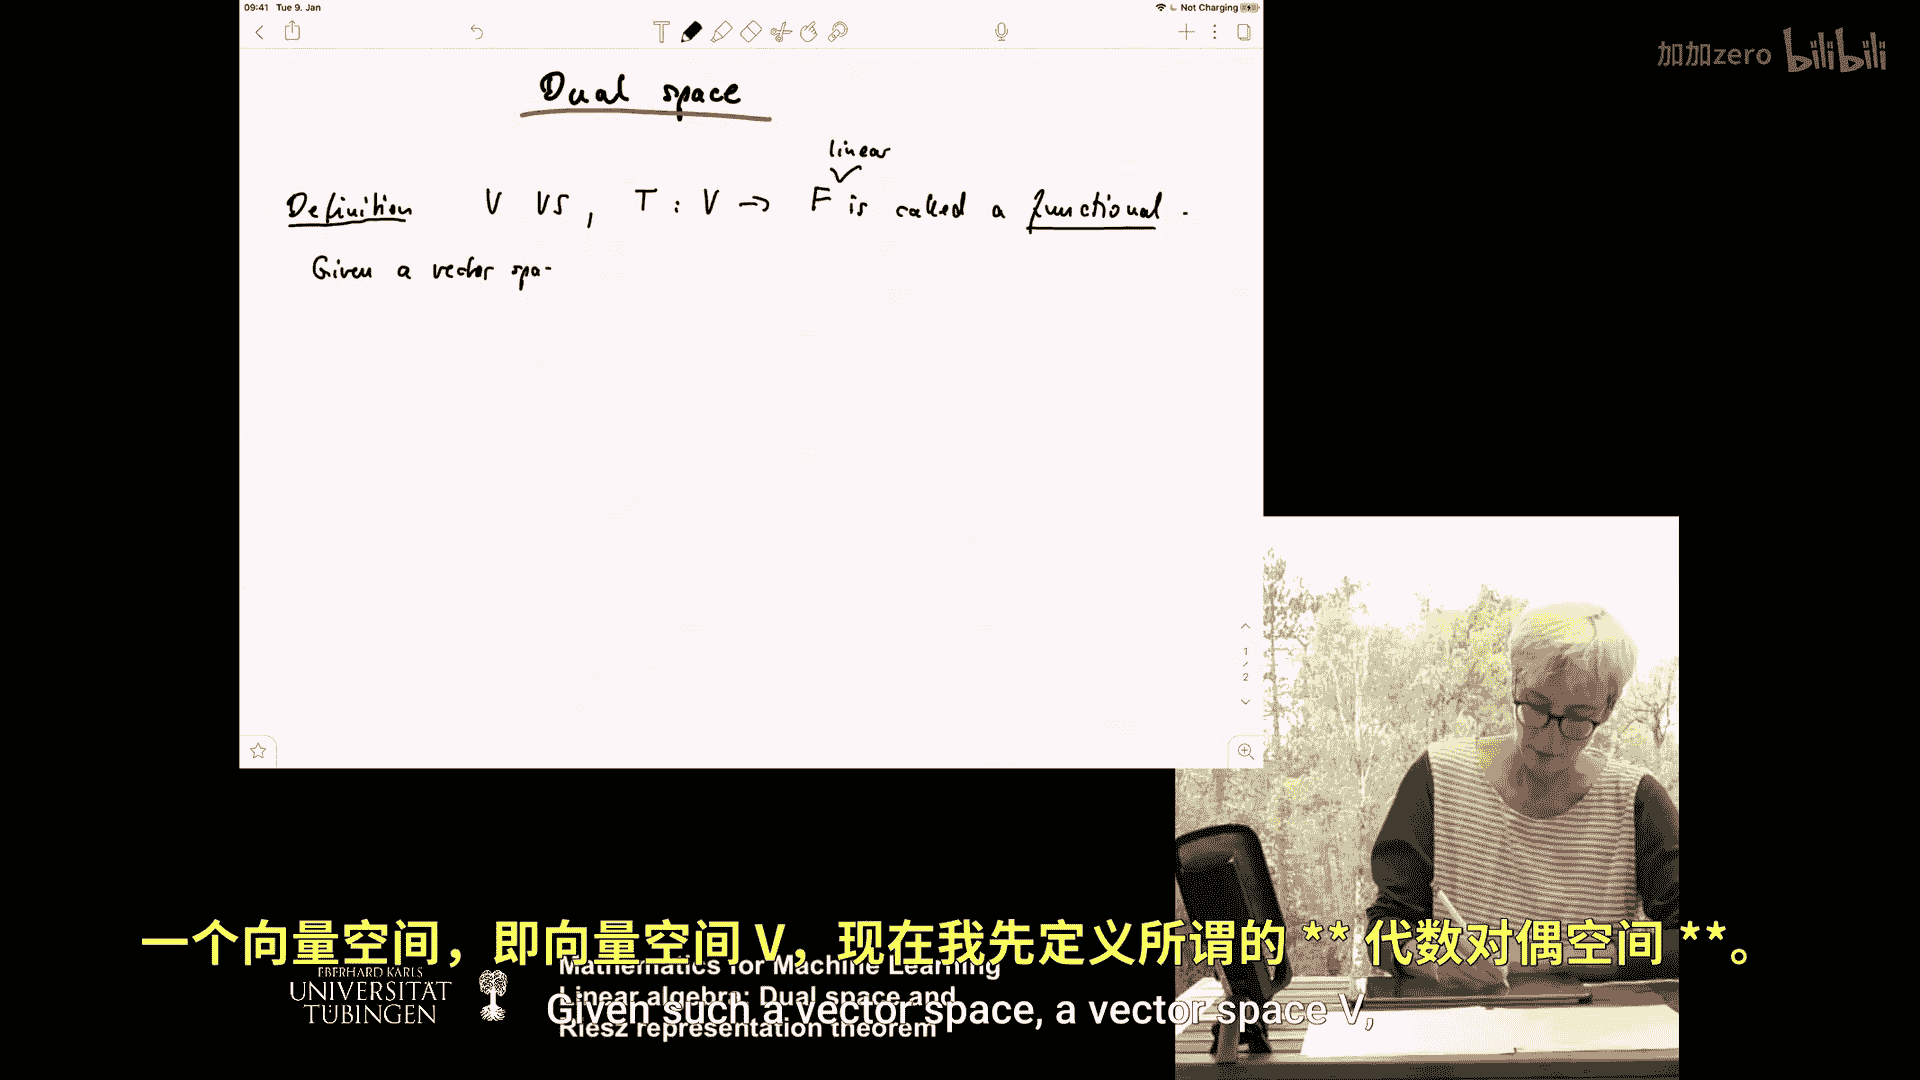 09:41 Tue 9. Jan
Not Charging
加加zero bilibili
Dual space
linear
Definition V VS, T : V → F is called a functional.
Given a vector spa-
1
/
2
一个向量空间，即向量空间 V，现在我先定义所谓的 ** 代数对偶空间 **。
Mathematics for Machine Learning
EBERHARD KARLS
UNIVERSITÄT
TÜBINGEN
Linear algebra: Dual space and
Given such a vector space, a vector space V,
Riesz representation theorem